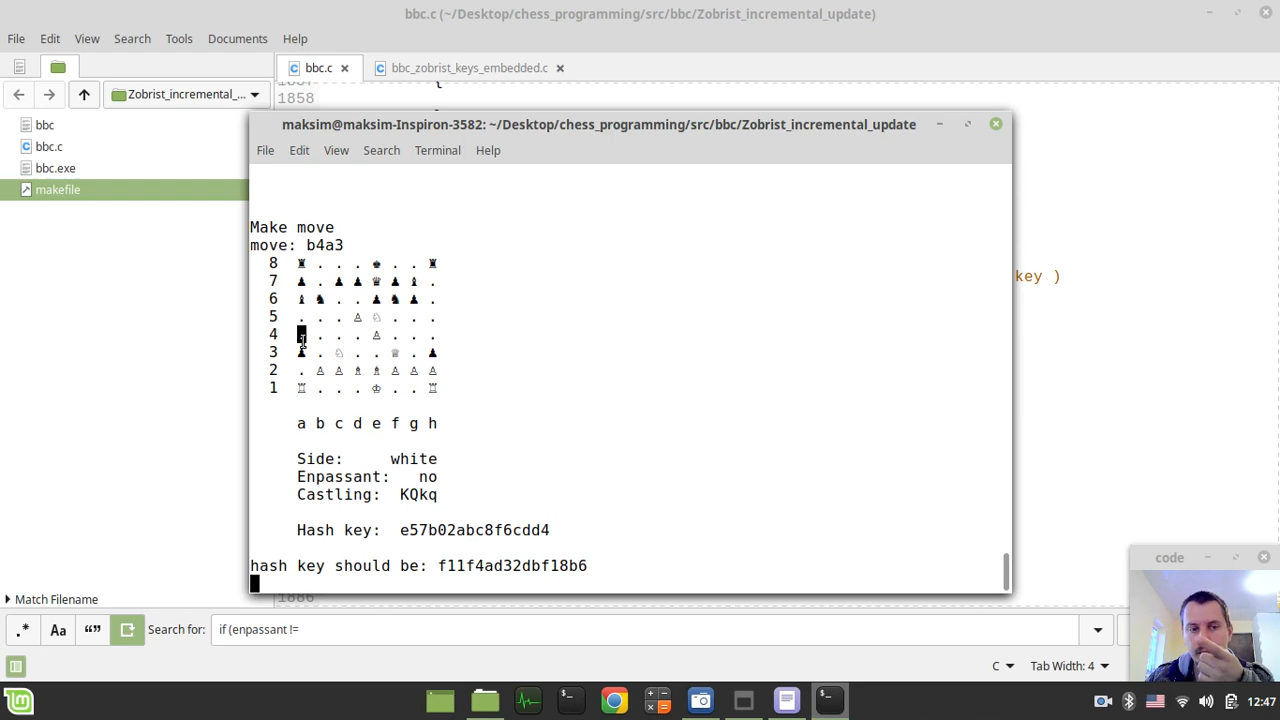 bbc.c (~/Desktop/chess_programming/src/bbc/Zobrist_incremental_update)
File Edit View Search Tools Documents Help
bbc.c bbc_zobrist_keys_embedded.c
Zobrist_incremental_...
1858 {
bbc
bbc.c
bbc.exe
makefile
key )
maksim@maksim-Inspiron-3582: ~/Desktop/chess_programming/src/bbc/Zobrist_incremental_update
File Edit View Search Terminal Help
Make move
move: b4a3
8 ♜ . . . ♚ . . ♜
7 ♟ . ♟ ♟ ♛ ♟ ♝ .
6 ♝ ♞ . . ♟ ♞ ♟ .
5 . . . ♙ ♘ . . .
4 . . . . ♙ . . .
3 ♟ . ♘ . . ♕ . ♟
2 . ♙ ♙ ♗ ♗ ♙ ♙ ♙
1 ♖ . . . ♔ . . ♖
a b c d e f g h
Side: white
Enpassant: no
Castling: KQkq
Hash key: e57b02abc8f6cdd4
hash key should be: f11f4ad32dbf18b6
1886
code
Match Filename
.* Aa “” Search for: if (enpassant !=
C Tab Width: 4
12:47